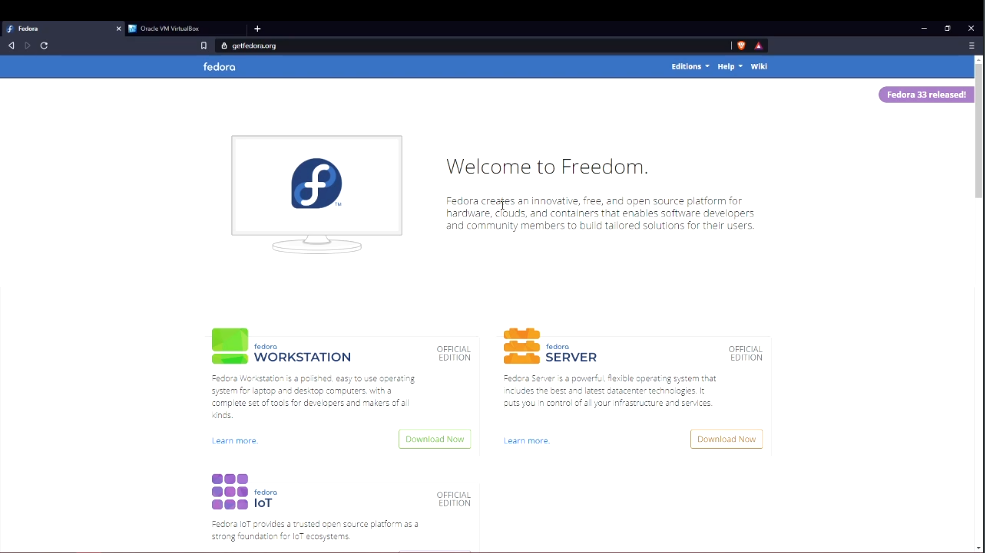 Fedora
Oracle VM VirtualBox
getfedora.org
fedora
Editions
Help
Wiki
Fedora 33 released!
Welcome to Freedom.
Fedora creates an innovative, free, and open source platform for
hardware, clouds, and containers that enables software developers
and community members to build tailored solutions for their users.
fedora
WORKSTATION
OFFICIAL
EDITION
Fedora Workstation is a polished, easy to use operating
system for laptop and desktop computers, with a
complete set of tools for developers and makers of all
kinds.
Learn more.
Download Now
fedora
SERVER
OFFICIAL
EDITION
Fedora Server is a powerful, flexible operating system that
includes the best and latest datacenter technologies. It
puts you in control of all your infrastructure and services.
Learn more.
Download Now
fedora
IoT
OFFICIAL
EDITION
Fedora IoT provides a trusted open source platform as a
strong foundation for IoT ecosystems.